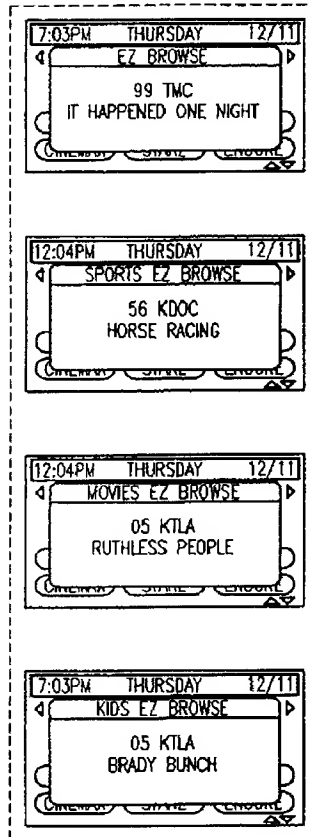 7:03PM THURSDAY 12/11
EZ BROWSE
99 TMC
IT HAPPENED ONE NIGHT
12:04PM THURSDAY 12/11
SPORTS EZ BROWSE
56 KDOC
HORSE RACING
12:04PM THURSDAY 12/11
MOVIES EZ BROWSE
05 KTLA
RUTHLESS PEOPLE
7:03PM THURSDAY 12/11
KIDS EZ BROWSE
05 KTLA
BRADY BUNCH